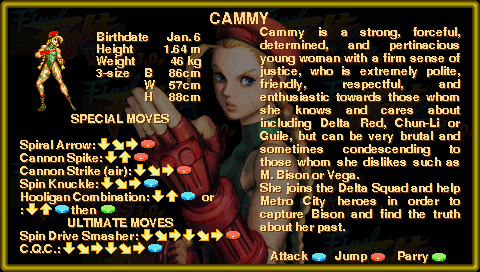 CAMMY
Birthdate Jan. 6
Height 1.64 m
Weight 46 kg
3-size B 86cm
W 57cm
H 88cm
SPECIAL MOVES
Spiral Arrow:
Cannon Spike:
Cannon Strike (air):
Spin Knuckle:
Hooligan Combination: or
: then
ULTIMATE MOVES
Spin Drive Smasher:
C.Q.C.:
Cammy is a strong, forceful,
determined, and pertinacious
young woman with a firm sense of
justice, who is extremely polite,
friendly, respectful, and
enthusiastic towards those whom
she knows and cares about
including Delta Red, Chun-Li or
Guile, but can be very brutal and
sometimes condescending to
those whom she dislikes such as
M. Bison or Vega.
She joins the Delta Squad and help
Metro City heroes in order to
capture Bison and find the truth
about her past.
Attack Jump Parry